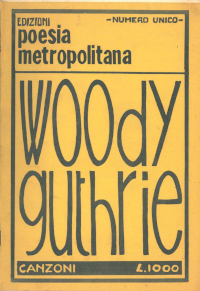 EDIZIONI
-NUMERO UNICO-
poesia
metropolitana
WOODY
guthrie
CANZONI
L.1000